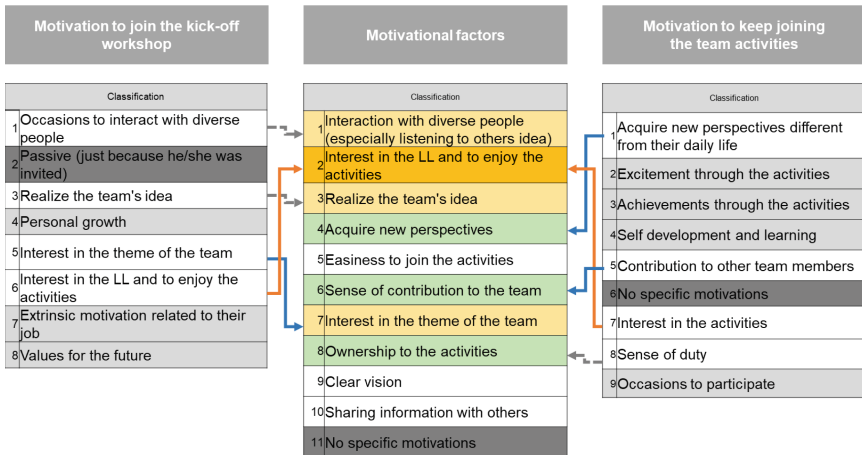 Motivation to join the kick-off
workshop
Classification
1 Occasions to interact with diverse
people
2 Passive (just because he/she was
invited)
3 Realize the team's idea
4 Personal growth
5 Interest in the theme of the team
6 Interest in the LL and to enjoy the
activities
7 Extrinsic motivation related to their
job
8 Values for the future
Motivational factors
Classification
1 Interaction with diverse people
(especially listening to others idea)
2 Interest in the LL and to enjoy the
activities
3 Realize the team's idea
4 Acquire new perspectives
5 Easiness to join the activities
6 Sense of contribution to the team
7 Interest in the theme of the team
8 Ownership to the activities
9 Clear vision
10 Sharing information with others
11 No specific motivations
Motivation to keep joining
the team activities
Classification
1 Acquire new perspectives different
from their daily life
2 Excitement through the activities
3 Achievements through the activities
4 Self development and learning
5 Contribution to other team members
6 No specific motivations
7 Interest in the activities
8 Sense of duty
9 Occasions to participate